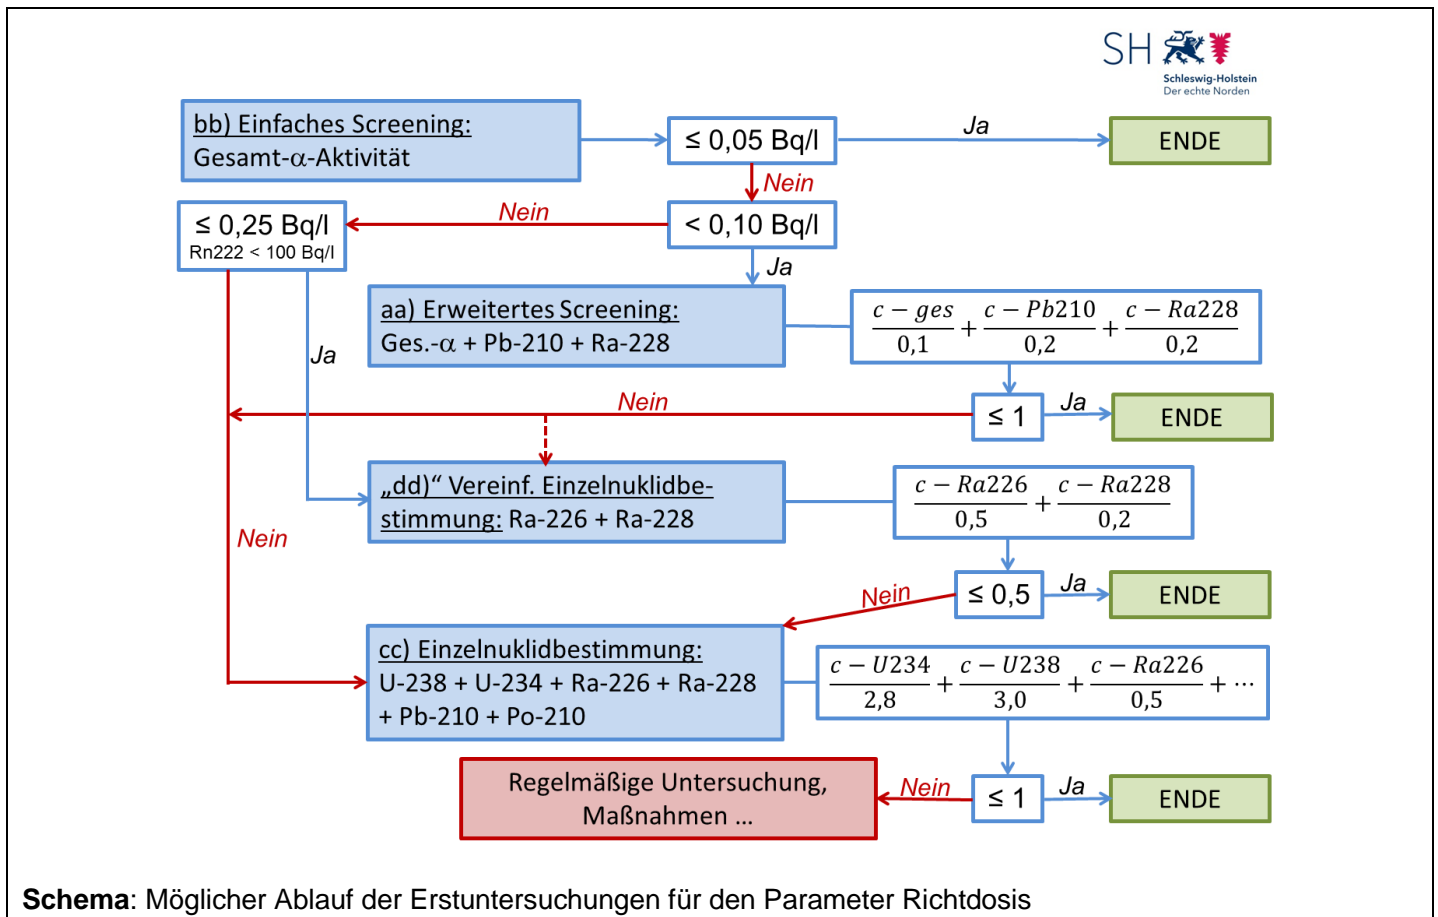 SH
Schleswig-Holstein
Der echte Norden
bb) Einfaches Screening:
Gesamt-α-Aktivität
≤ 0,05 Bq/l
Ja
ENDE
Nein
≤ 0,25 Bq/l
Rn222 < 100 Bq/l
Nein
< 0,10 Bq/l
Ja
aa) Erweitertes Screening:
Ges.-α + Pb-210 + Ra-228
c − ges / 0,1 + c − Pb210 / 0,2 + c − Ra228 / 0,2
Ja
Nein
≤ 1
Ja
ENDE
„dd)“ Vereinf. Einzelnuklidbe-
stimmung: Ra-226 + Ra-228
c − Ra226 / 0,5 + c − Ra228 / 0,2
Nein
Nein
≤ 0,5
Ja
ENDE
cc) Einzelnuklidbestimmung:
U-238 + U-234 + Ra-226 + Ra-228
+ Pb-210 + Po-210
c − U234 / 2,8 + c − U238 / 3,0 + c − Ra226 / 0,5 + ⋯
Regelmäßige Untersuchung,
Maßnahmen ...
Nein
≤ 1
Ja
ENDE
Schema: Möglicher Ablauf der Erstuntersuchungen für den Parameter Richtdosis